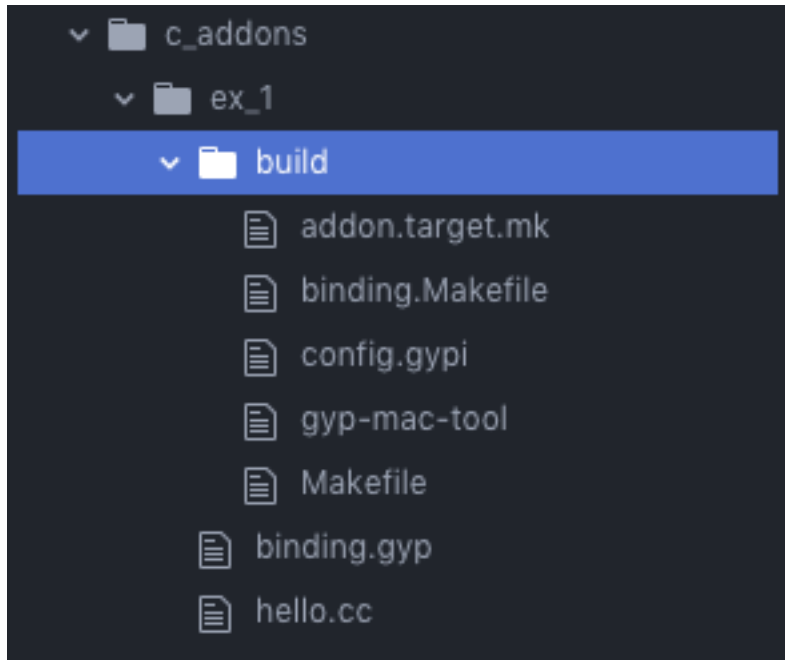 c_addons
ex_1
build
addon.target.mk
binding.Makefile
config.gypi
gyp-mac-tool
Makefile
binding.gyp
hello.cc